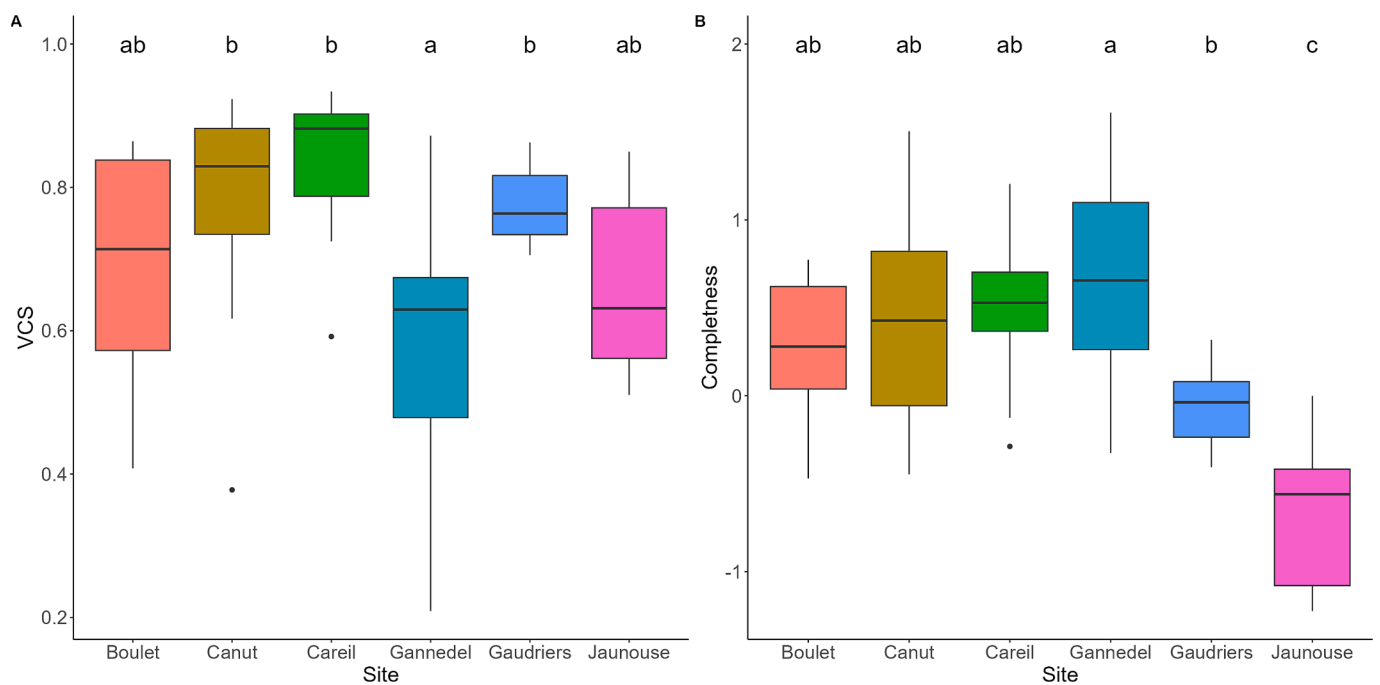 A
ab b b a b ab
1.0
0.8
0.6
0.4
0.2
VCS
Boulet Canut Careil Gannedel Gaudriers Jaunouse
Site
B
ab ab ab a b c
2
1
0
-1
Completness
Boulet Canut Careil Gannedel Gaudriers Jaunouse
Site